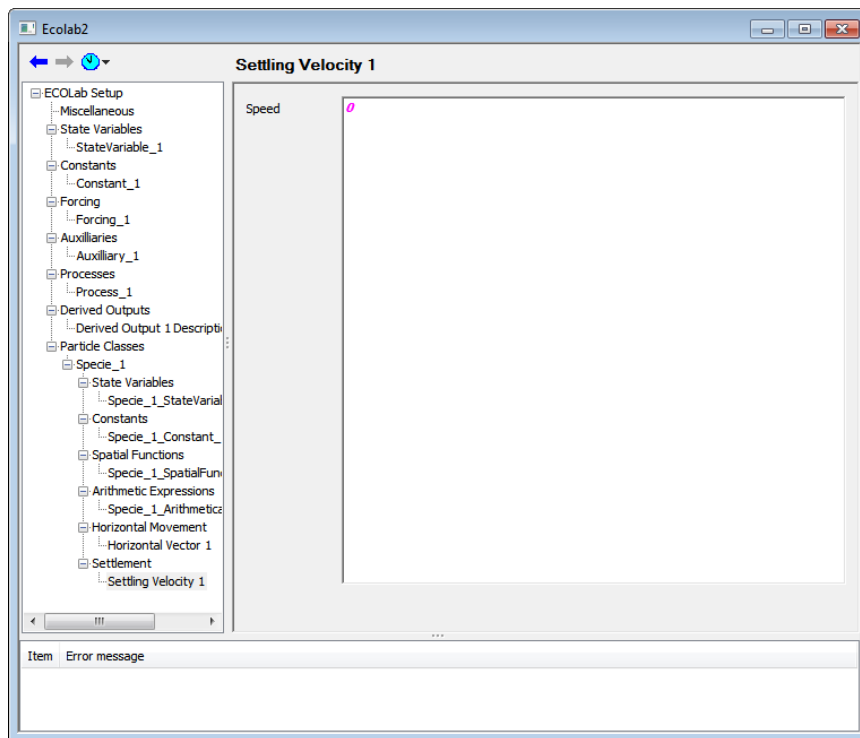 Ecolab2
Settling Velocity 1
ECOLab Setup
Miscellaneous
State Variables
StateVariable_1
Constants
Constant_1
Forcing
Forcing_1
Auxilliaries
Auxilliary_1
Processes
Process_1
Derived Outputs
Derived Output 1 Descripti
Particle Classes
Specie_1
State Variables
Specie_1_StateVarial
Constants
Specie_1_Constant_
Spatial Functions
Specie_1_SpatialFun
Arithmetic Expressions
Specie_1_Arithmetica
Horizontal Movement
Horizontal Vector 1
Settlement
Settling Velocity 1
Speed
0
Item Error message